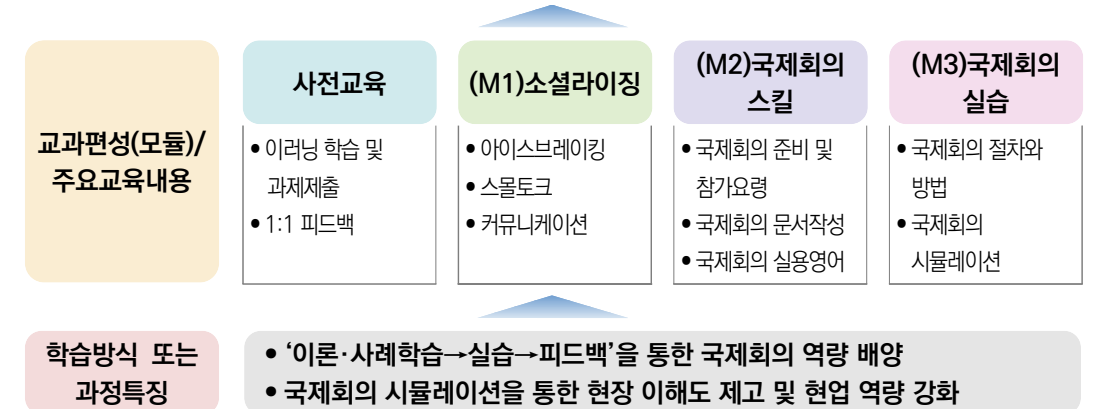 교과편성(모듈)/
주요교육내용
사전교육
• 이러닝 학습 및
과제제출
• 1:1 피드백
(M1)소셜라이징
• 아이스브레이킹
• 스몰토크
• 커뮤니케이션
(M2)국제회의
스킬
• 국제회의 준비 및
참가요령
• 국제회의 문서작성
• 국제회의 실용영어
(M3)국제회의
실습
• 국제회의 절차와
방법
• 국제회의
시뮬레이션
학습방식 또는
과정특징
• ‘이론·사례학습→실습→피드백’을 통한 국제회의 역량 배양
• 국제회의 시뮬레이션을 통한 현장 이해도 제고 및 현업 역량 강화